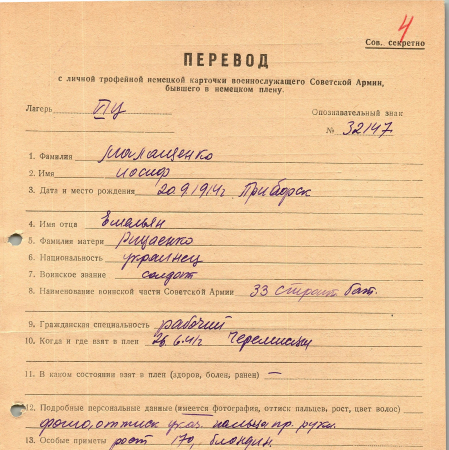 4
Сов. секретно
ПЕРЕВОД
с личной трофейной немецкой карточки военнослужащего Советской Армии,
бывшего в немецком плену.
Лагерь
Опознавательный знак
№ 32147
1. Фамилия
2. Имя иосиф
3. Дата и место рождения 20.9.1914г Приборск
4. Имя отца Емельян
5. Фамилия матери Рицаенко
6. Национальность украинец
7. Воинское звание солдат
8. Наименование воинской части Советской Армии 33 строит. бат.
9. Гражданская специальность рабочий
10. Когда и где взят в плен 26.6.41г
11. В каком состоянии взят в плен (здоров, болен, ранен) —
12. Подробные персональные данные (имеется фотография, оттиск пальцев, рост, цвет волос)
фото, оттиск указ. пальца пр. руки.
13. Особые приметы рост 170, блондин.